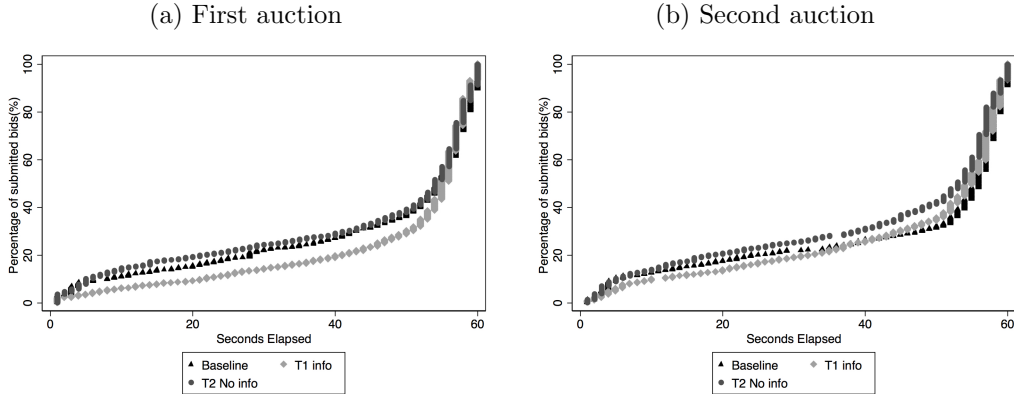 (a) First auction
Percentage of submitted bids(%)
100
80
60
40
20
0
0
20
40
60
Seconds Elapsed
Baseline
T1 info
T2 No info
(b) Second auction
Percentage of submitted bids(%)
100
80
60
40
20
0
0
20
40
60
Seconds Elapsed
Baseline
T1 info
T2 No info